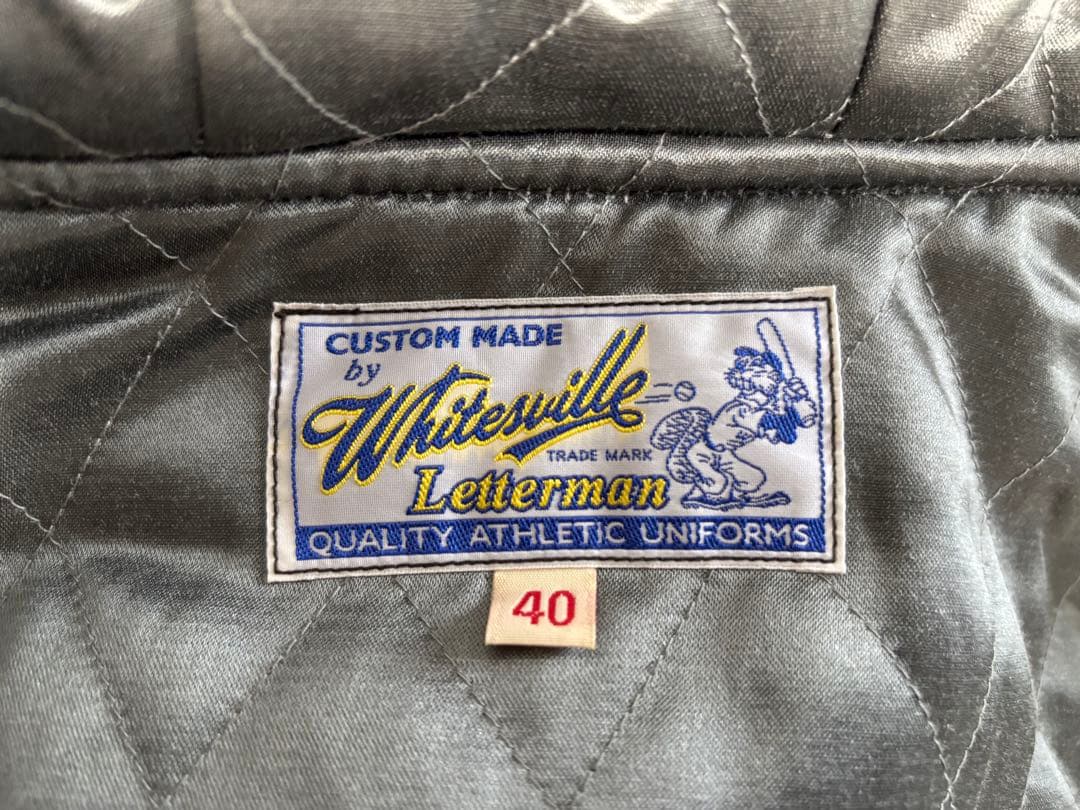 CUSTOM MADE
by
Whitesville
TRADE MARK
Letterman
QUALITY ATHLETIC UNIFORMS
40